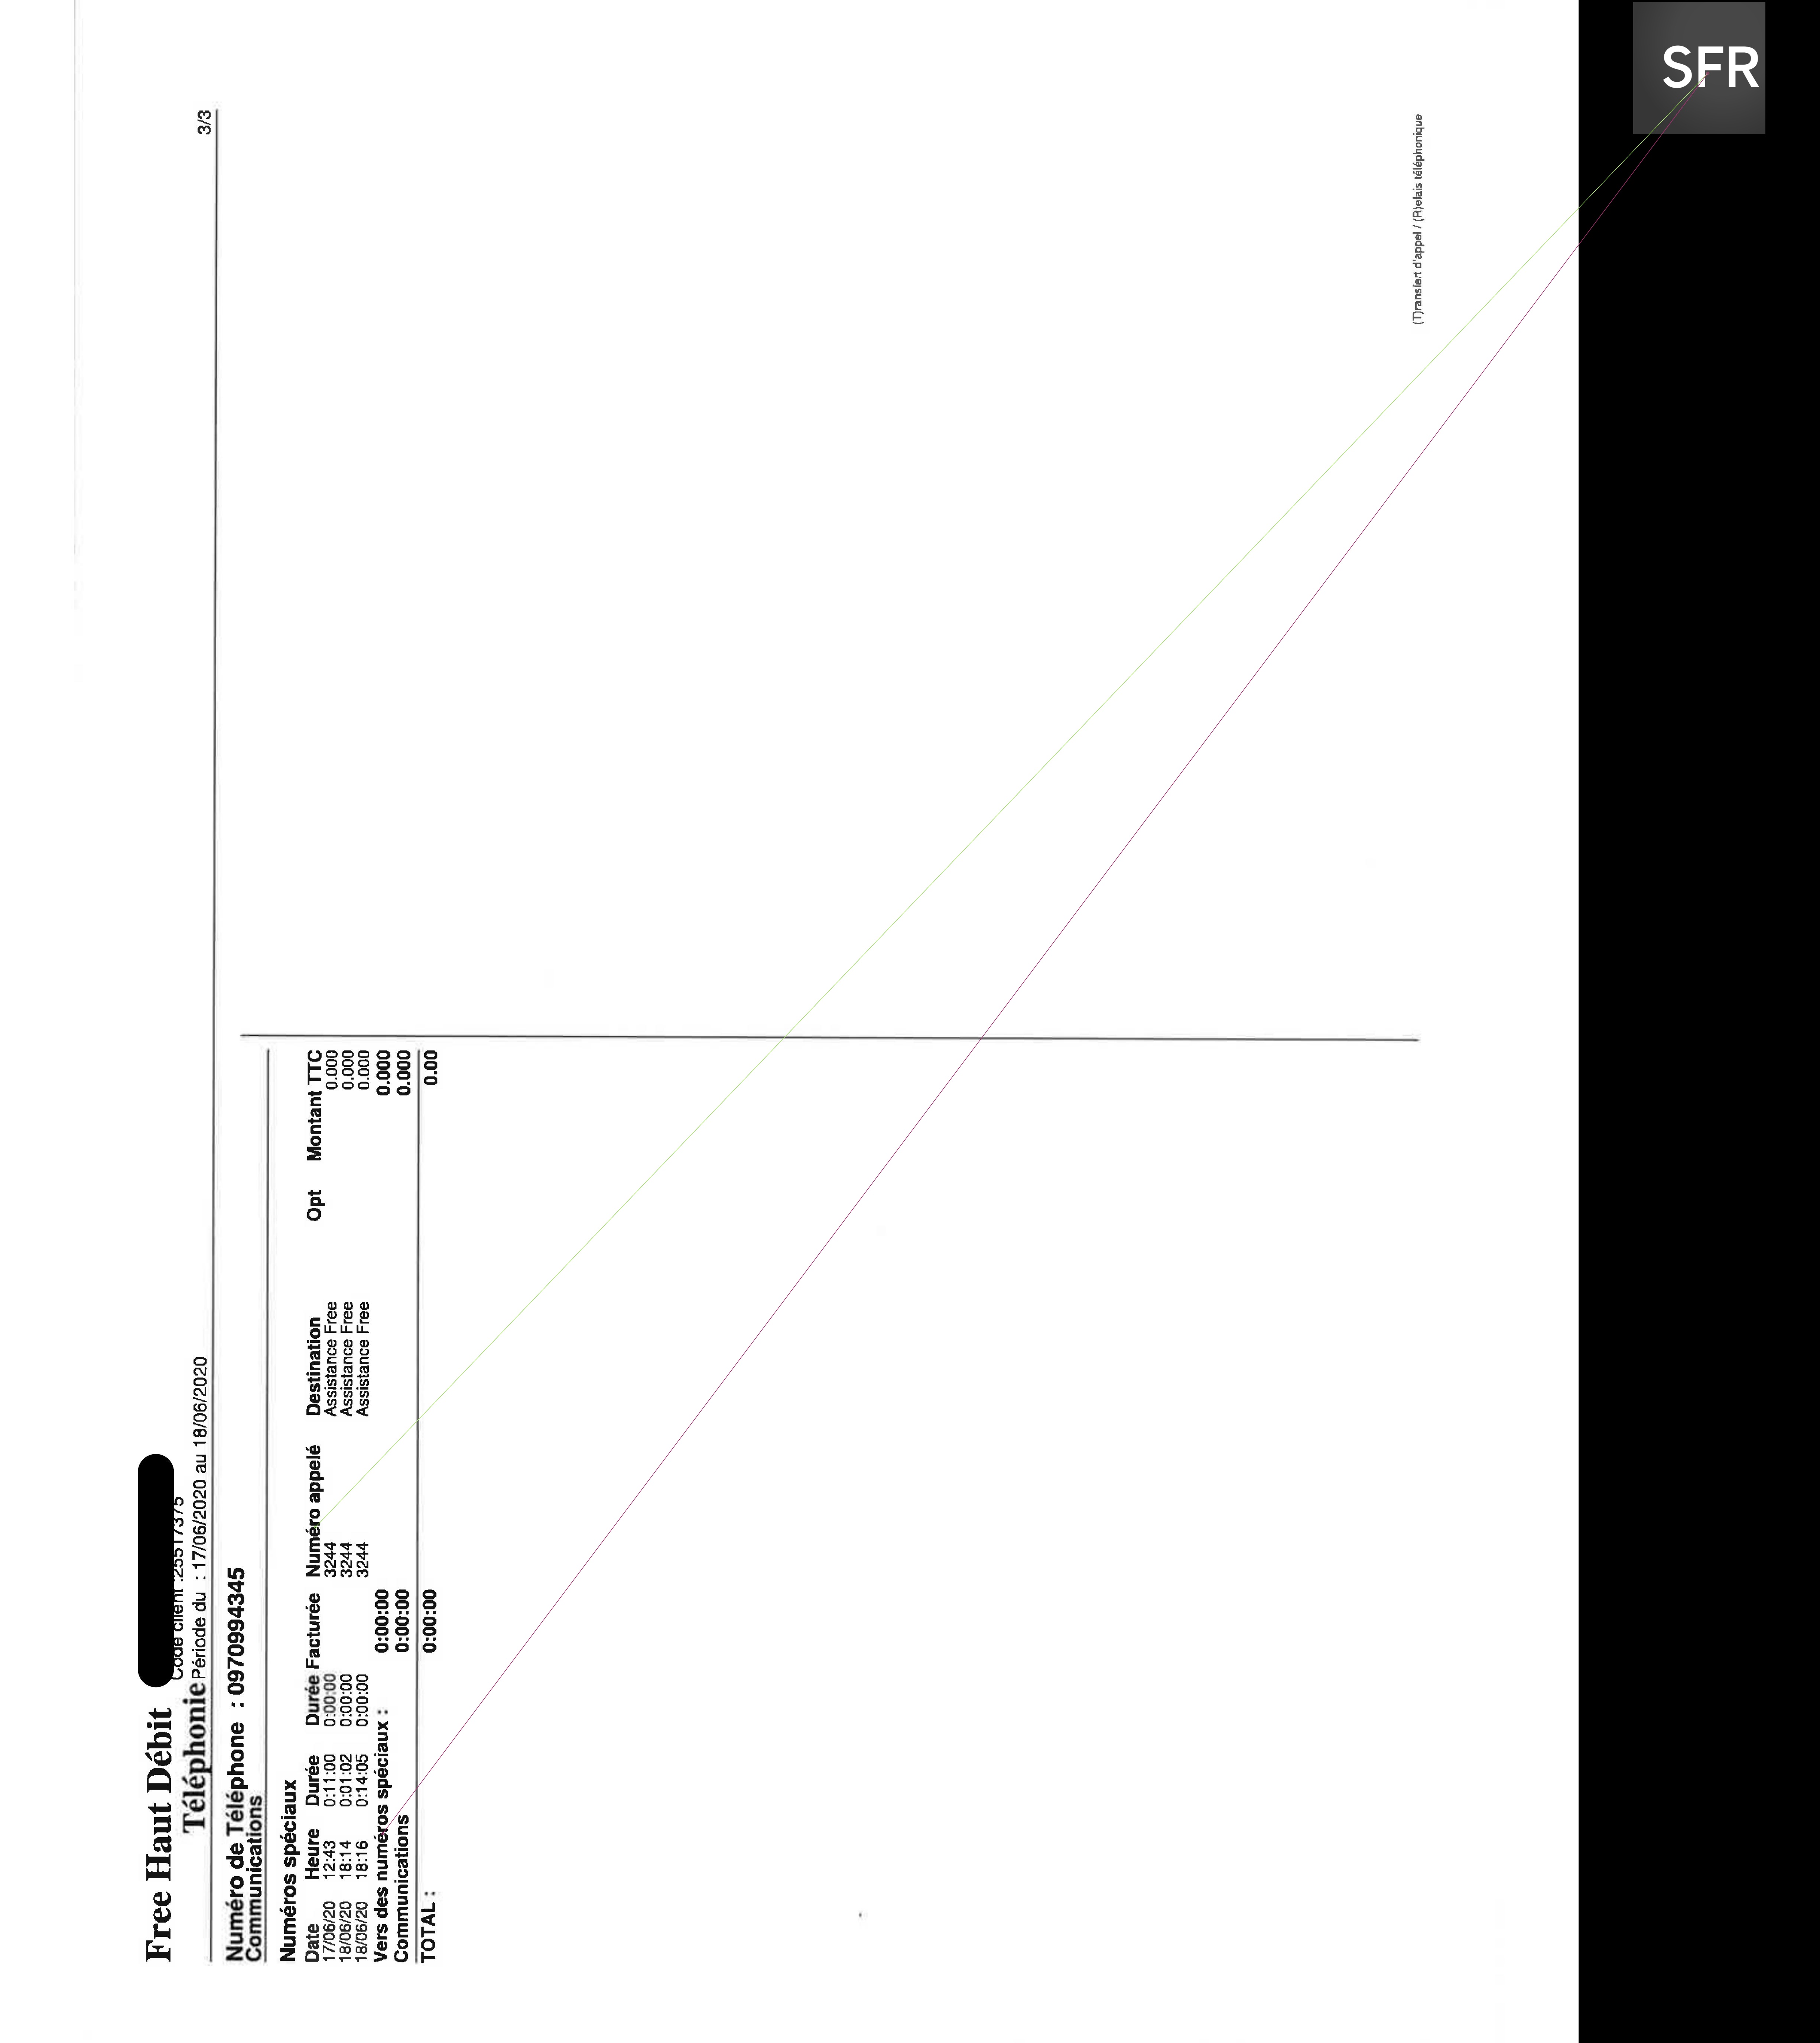 Free Haut Débit
Téléphonie
Code client :25517375
Période du : 17/06/2020 au 18/06/2020
3/3
Numéro de Téléphone : 0970994345
Communications
Numéros spéciaux
Date Heure Durée Durée Facturée Numéro appelé Destination Opt Montant TTC
17/06/20 12:43 0:11:00 0:00:00 3244 Assistance Free 0.000
18/06/20 18:14 0:01:02 0:00:00 3244 Assistance Free 0.000
18/06/20 18:16 0:14:05 0:00:00 3244 Assistance Free 0.000
Vers des numéros spéciaux : 0:00:00 0.000
Communications 0:00:00 0.000
TOTAL : 0:00:00 0.00
(T)ransfert d'appel / (R)elais téléphonique
SFR